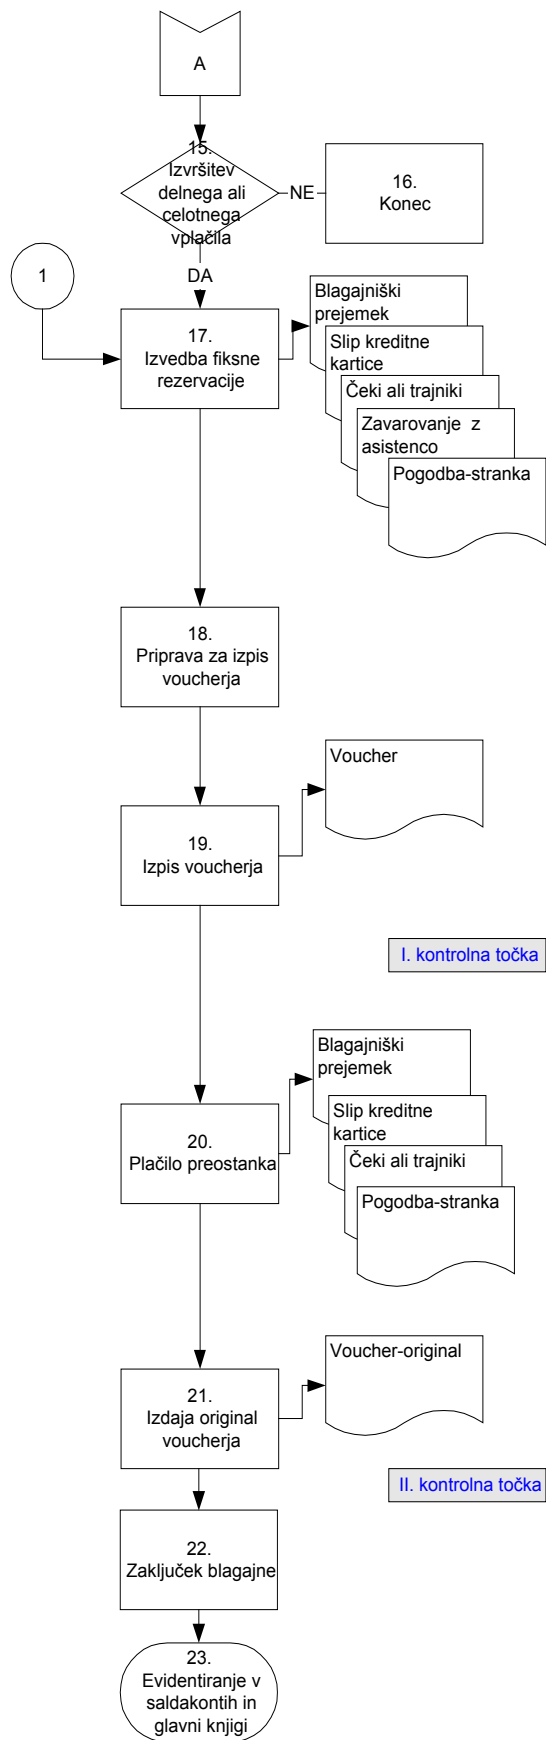 A
15.
Izvršitev
delnega ali
celotnega
vplačila
NE
16.
Konec
DA
1
17.
Izvedba fiksne
rezervacije
Blagajniški
prejemek
Slip kreditne
kartice
Čeki ali trajniki
Zavarovanje z
asistenco
Pogodba-stranka
18.
Priprava za izpis
voucherja
Voucher
19.
Izpis voucherja
I. kontrolna točka
Blagajniški
prejemek
Slip kreditne
kartice
Čeki ali trajniki
Pogodba-stranka
20.
Plačilo preostanka
Voucher-original
21.
Izdaja original
voucherja
II. kontrolna točka
22.
Zaključek blagajne
23.
Evidentiranje v
saldakontih in
glavni knjigi